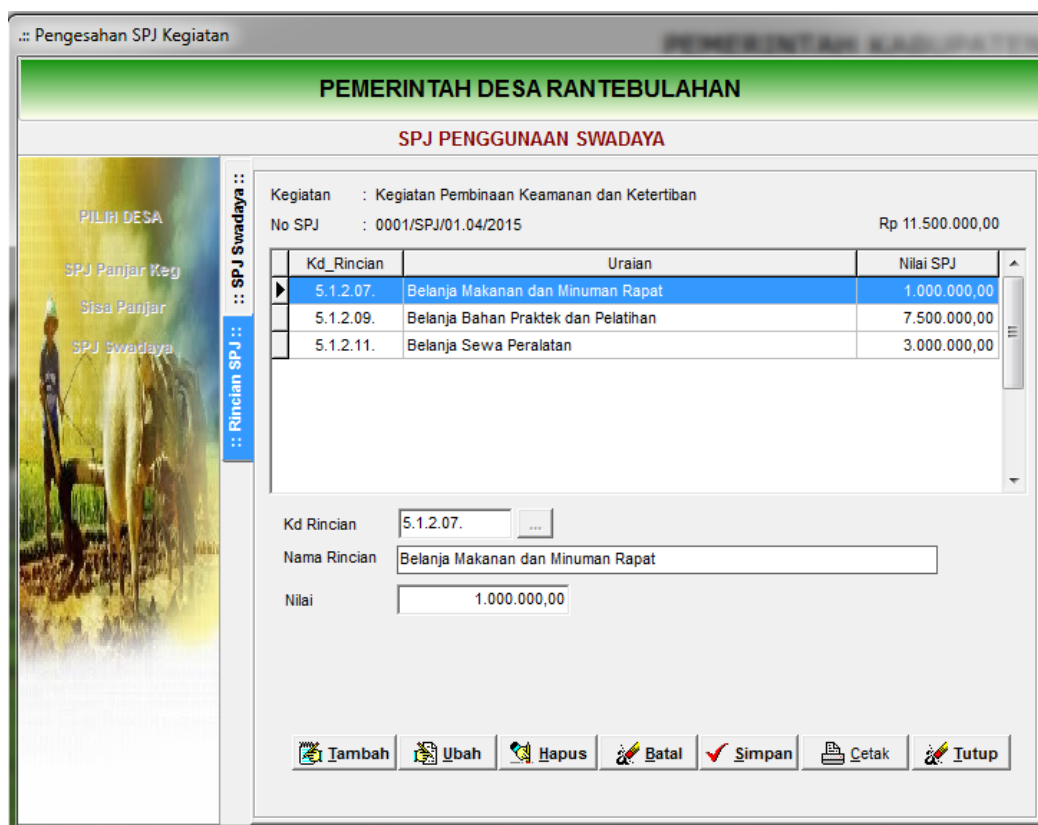 .:: Pengesahan SPJ Kegiatan
PEMERINTAH KABUPATEN
PEMERINTAH DESA RANTEBULAHAN
SPJ PENGGUNAAN SWADAYA
PILIH DESA
SPJ Panjar Keg
Sisa Panjar
SPJ Swadaya
:: SPJ Swadaya ::
:: Rincian SPJ ::
Kegiatan : Kegiatan Pembinaan Keamanan dan Ketertiban
No SPJ : 0001/SPJ/01.04/2015 Rp 11.500.000,00
Kd_Rincian Uraian Nilai SPJ
5.1.2.07. Belanja Makanan dan Minuman Rapat 1.000.000,00
5.1.2.09. Belanja Bahan Praktek dan Pelatihan 7.500.000,00
5.1.2.11. Belanja Sewa Peralatan 3.000.000,00
Kd Rincian 5.1.2.07. ...
Nama Rincian Belanja Makanan dan Minuman Rapat
Nilai 1.000.000,00
Tambah Ubah Hapus Batal Simpan Cetak Tutup